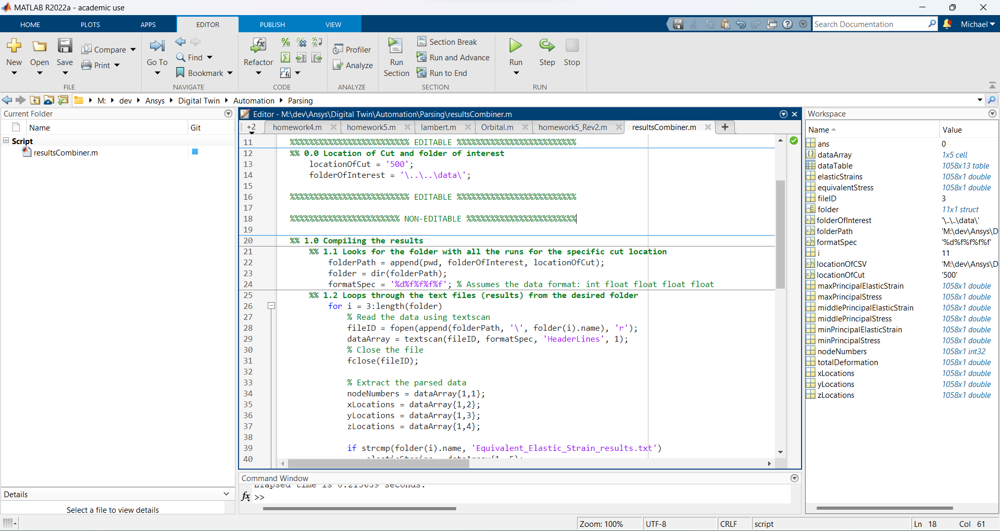 MATLAB R2022a - academic use
HOME PLOTS APPS EDITOR PUBLISH VIEW Search Documentation Michael
New Open Save Compare Print Go To Find Bookmark Refactor Profiler Analyze Run Section Section Break Run and Advance Run to End Run Step Stop
FILE NAVIGATE CODE ANALYZE SECTION RUN
M: dev Ansys Digital Twin Automation Parsing
Current Folder
Name Git
Script
resultsCombiner.m
Details
Select a file to view details
Editor - M:\dev\Ansys\Digital Twin\Automation\Parsing\resultsCombiner.m
+2 homework4.m homework5.m lambert.m Orbital.m homework5_Rev2.m resultsCombiner.m +
11 %%%%%%%%%%%%%%%%%%%%%%%%% EDITABLE %%%%%%%%%%%%%%%%%%%%%%%%%
12 %% 0.0 Location of Cut and folder of interest
13 locationOfCut = '500';
14 folderOfInterest = '\..\..\data\';
15
16 %%%%%%%%%%%%%%%%%%%%%%%%% EDITABLE %%%%%%%%%%%%%%%%%%%%%%%%%
17
18 %%%%%%%%%%%%%%%%%%%%%%% NON-EDITABLE %%%%%%%%%%%%%%%%%%%%%%%
19
20 %% 1.0 Compiling the results
21 %% 1.1 Looks for the folder with all the runs for the specific cut location
22 folderPath = append(pwd, folderOfInterest, locationOfCut);
23 folder = dir(folderPath);
24 formatSpec = '%d%f%f%f%f'; % Assumes the data format: int float float float float
25 %% 1.2 Loops through the text files (results) from the desired folder
26 for i = 3:length(folder)
27 % Read the data using textscan
28 fileID = fopen(append(folderPath, '\', folder(i).name), 'r');
29 dataArray = textscan(fileID, formatSpec, 'HeaderLines', 1);
30 % Close the file
31 fclose(fileID);
32
33 % Extract the parsed data
34 nodeNumbers = dataArray{1,1};
35 xLocations = dataArray{1,2};
36 yLocations = dataArray{1,3};
37 zLocations = dataArray{1,4};
38
39 if strcmp(folder(i).name, 'Equivalent_Elastic_Strain_results.txt')
40
Command Window
Elapsed time is seconds.
fx >>
Workspace
Name Value
ans 0
dataArray 1x5 cell
dataTable 1058x13 table
elasticStrains 1058x1 double
equivalentStress 1058x1 double
fileID 3
folder 11x1 struct
folderOfInterest '\..\..\data\'
folderPath 'M:\dev\Ansys\D
formatSpec '%d%f%f%f%f'
i 11
locationOfCSV 'M:\dev\Ansys\D
locationOfCut '500'
maxPrincipalElasticStrain 1058x1 double
maxPrincipalStress 1058x1 double
middlePrincipalElasticStrain 1058x1 double
middlePrincipalStress 1058x1 double
minPrincipalElasticStrain 1058x1 double
minPrincipalStress 1058x1 double
nodeNumbers 1058x1 int32
totalDeformation 1058x1 double
xLocations 1058x1 double
yLocations 1058x1 double
zLocations 1058x1 double
Zoom: 100% UTF-8 CRLF script Ln 18 Col 61